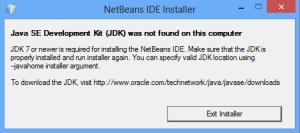 NetBeans IDE Installer
Java SE Development Kit (JDK) was not found on this computer
JDK 7 or newer is required for installing the NetBeans IDE. Make sure that the JDK is
properly installed and run installer again. You can specify valid JDK location using
-javahome installer argument.
To download the JDK, visit http://www.oracle.com/technetwork/java/javase/downloads
Exit Installer